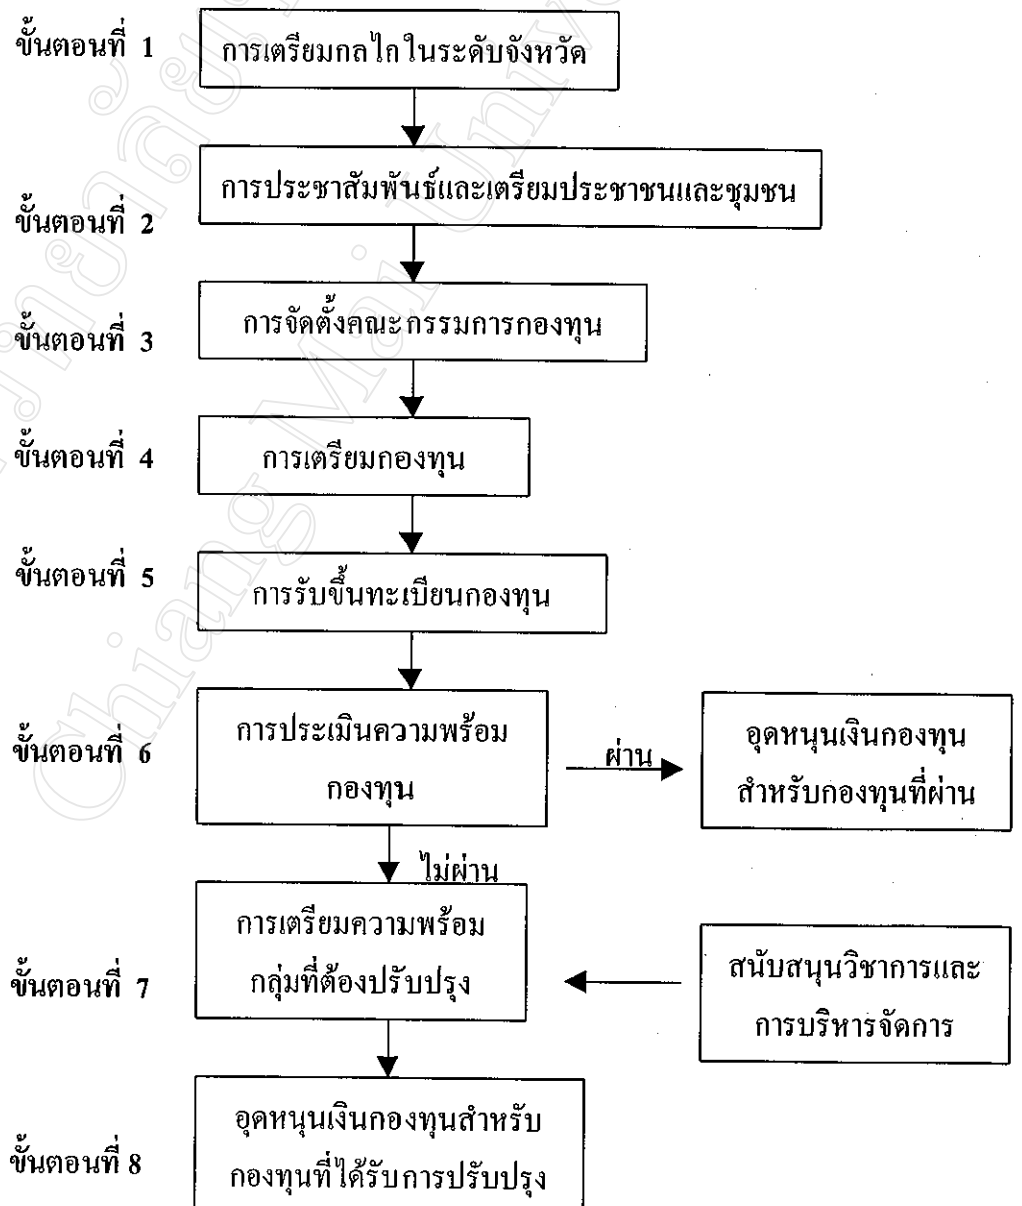 ขั้นตอนที่ 1
การเตรียมกลไกในระดับจังหวัด
ขั้นตอนที่ 2
การประชาสัมพันธ์และเตรียมประชาชนและชุมชน
ขั้นตอนที่ 3
การจัดตั้งคณะกรรมการกองทุน
ขั้นตอนที่ 4
การเตรียมกองทุน
ขั้นตอนที่ 5
การรับขึ้นทะเบียนกองทุน
ขั้นตอนที่ 6
การประเมินความพร้อม
กองทุน
ผ่าน
อุดหนุนเงินกองทุน
สำหรับกองทุนที่ผ่าน
ไม่ผ่าน
ขั้นตอนที่ 7
การเตรียมความพร้อม
กลุ่มที่ต้องปรับปรุง
สนับสนุนวิชาการและ
การบริหารจัดการ
ขั้นตอนที่ 8
อุดหนุนเงินกองทุนสำหรับ
กองทุนที่ได้รับการปรับปรุง
Chiang Mai Unive